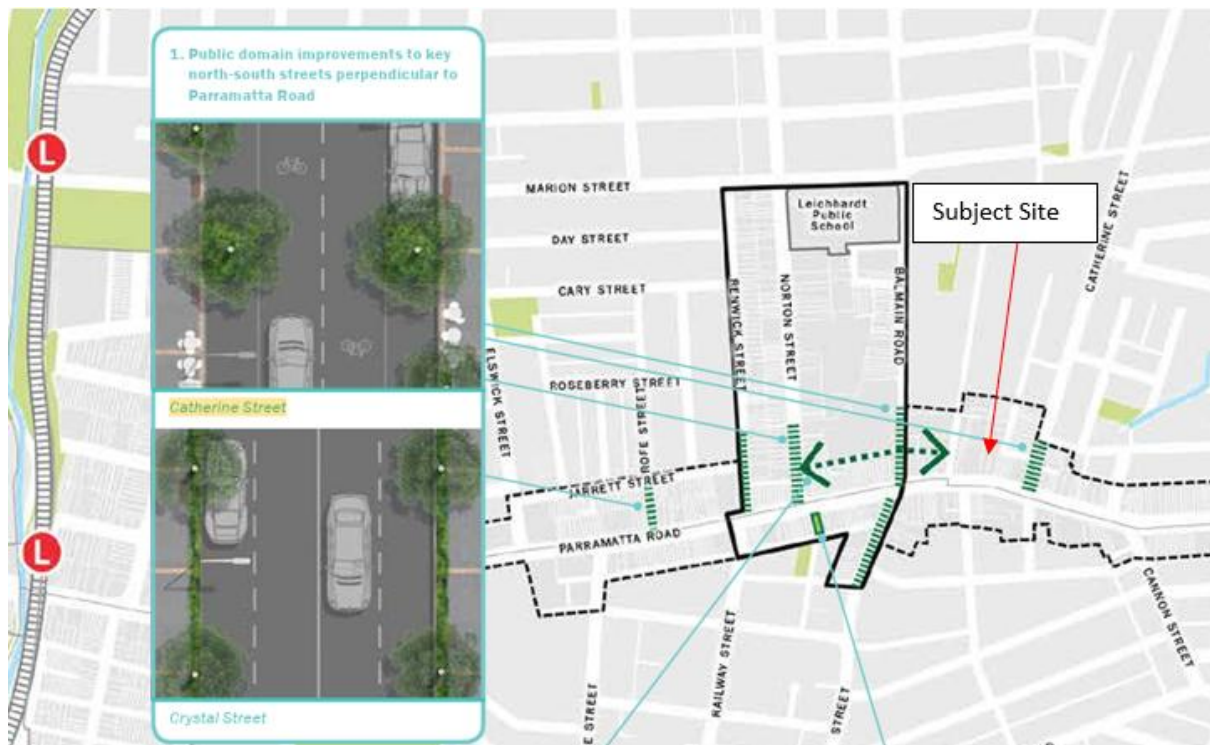 1. Public domain improvements to key
north-south streets perpendicular to
Parramatta Road
Catherine Street
Crystal Street
L
L
MARION STREET
DAY STREET
CARY STREET
ROSEBERRY STREET
ELSWICK STREET
ROFE STREET
JARRETT STREET
PARRAMATTA ROAD
RENWICK STREET
NORTON STREET
Leichhardt
Public
School
BALMAIN ROAD
Subject Site
CATHERINE STREET
CANNON STREET
RAILWAY STREET
STREET
E STREET